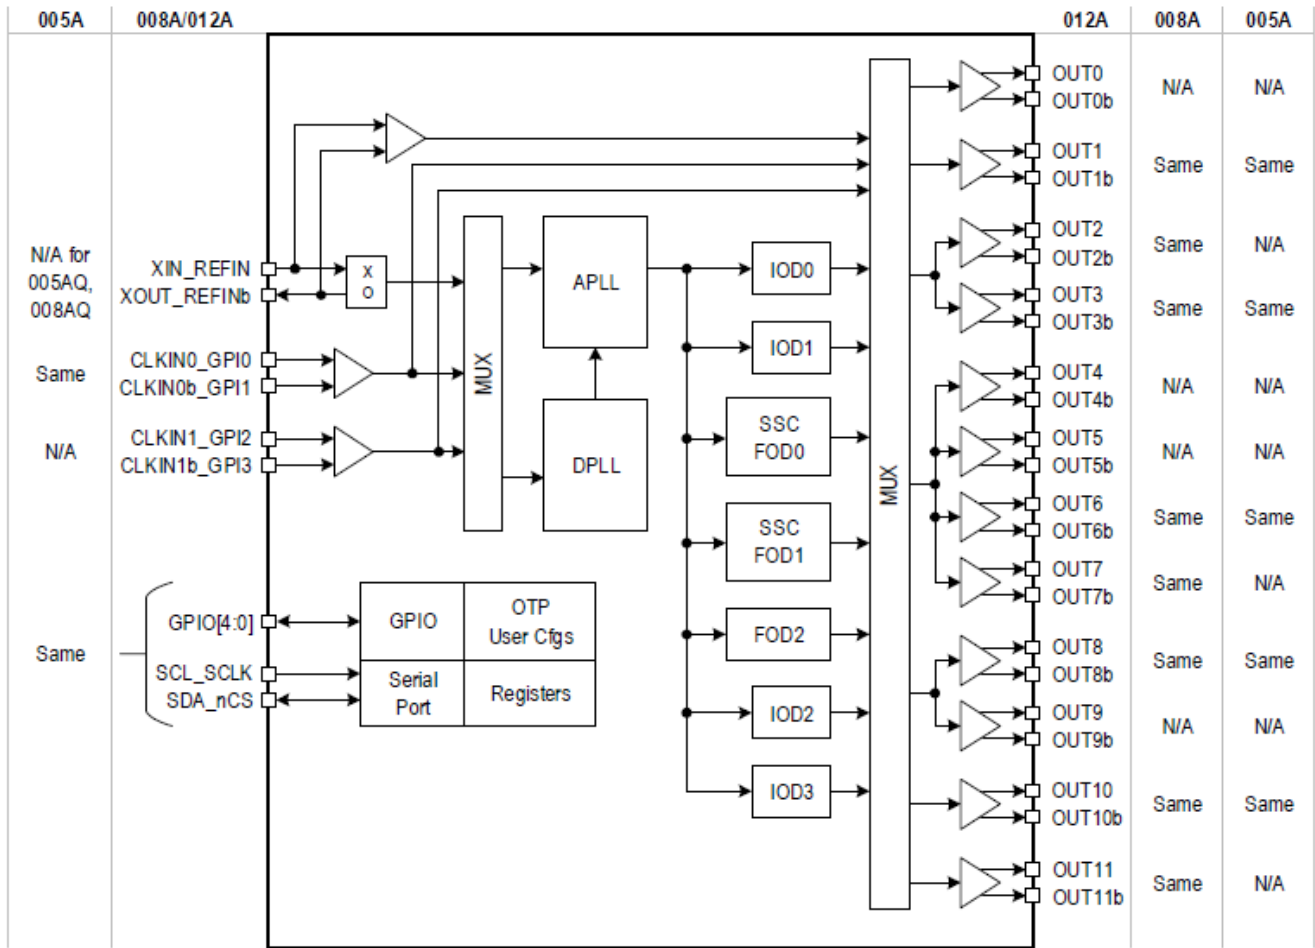 005A
008A/012A
012A
008A
005A
N/A for
005AQ,
008AQ
XIN_REFIN
XOUT_REFINb
Same
CLKIN0_GPI0
CLKIN0b_GPI1
N/A
CLKIN1_GPI2
CLKIN1b_GPI3
Same
GPIO[4:0]
SCL_SCLK
SDA_nCS
X
O
MUX
APLL
DPLL
GPIO
OTP
User Cfgs
Serial
Port
Registers
IOD0
IOD1
SSC
FOD0
SSC
FOD1
FOD2
IOD2
IOD3
MUX
OUT0
OUT0b
N/A
N/A
OUT1
OUT1b
Same
Same
OUT2
OUT2b
Same
N/A
OUT3
OUT3b
Same
Same
OUT4
OUT4b
N/A
N/A
OUT5
OUT5b
N/A
N/A
OUT6
OUT6b
Same
Same
OUT7
OUT7b
Same
N/A
OUT8
OUT8b
Same
Same
OUT9
OUT9b
N/A
N/A
OUT10
OUT10b
Same
Same
OUT11
OUT11b
Same
N/A